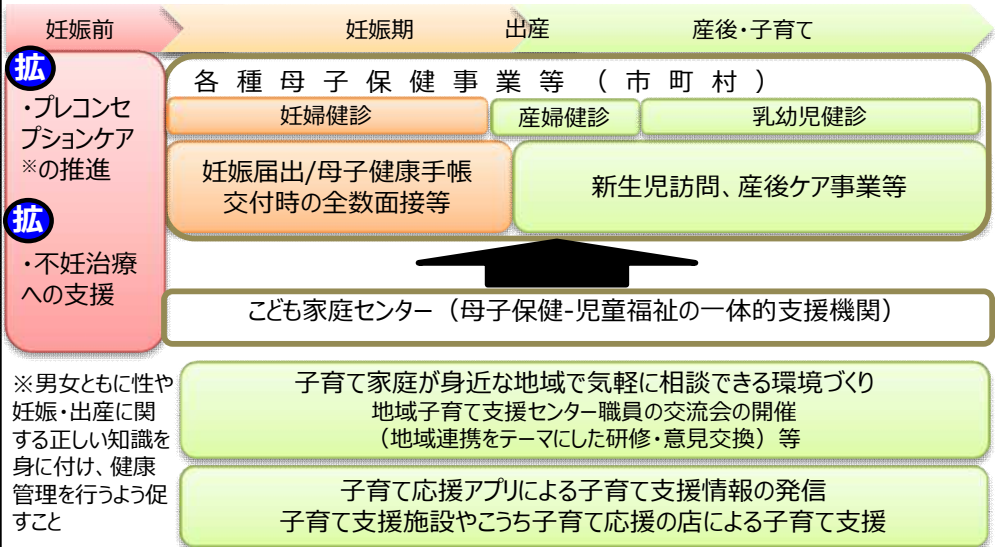 妊娠前
妊娠期
出産
産後・子育て
拡
・プレコンセ
プションケア
※の推進
拡
・不妊治療
への支援
各種母子保健事業等（市町村）
妊婦健診
産婦健診
乳幼児健診
妊娠届出/母子健康手帳
交付時の全数面接等
新生児訪問、産後ケア事業等
こども家庭センター（母子保健-児童福祉の一体的支援機関）
※男女ともに性や
妊娠・出産に関
する正しい知識を
身に付け、健康
管理を行うよう促
すこと
子育て家庭が身近な地域で気軽に相談できる環境づくり
地域子育て支援センター職員の交流会の開催
（地域連携をテーマにした研修・意見交換）等
子育て応援アプリによる子育て支援情報の発信
子育て支援施設やこうち子育て応援の店による子育て支援